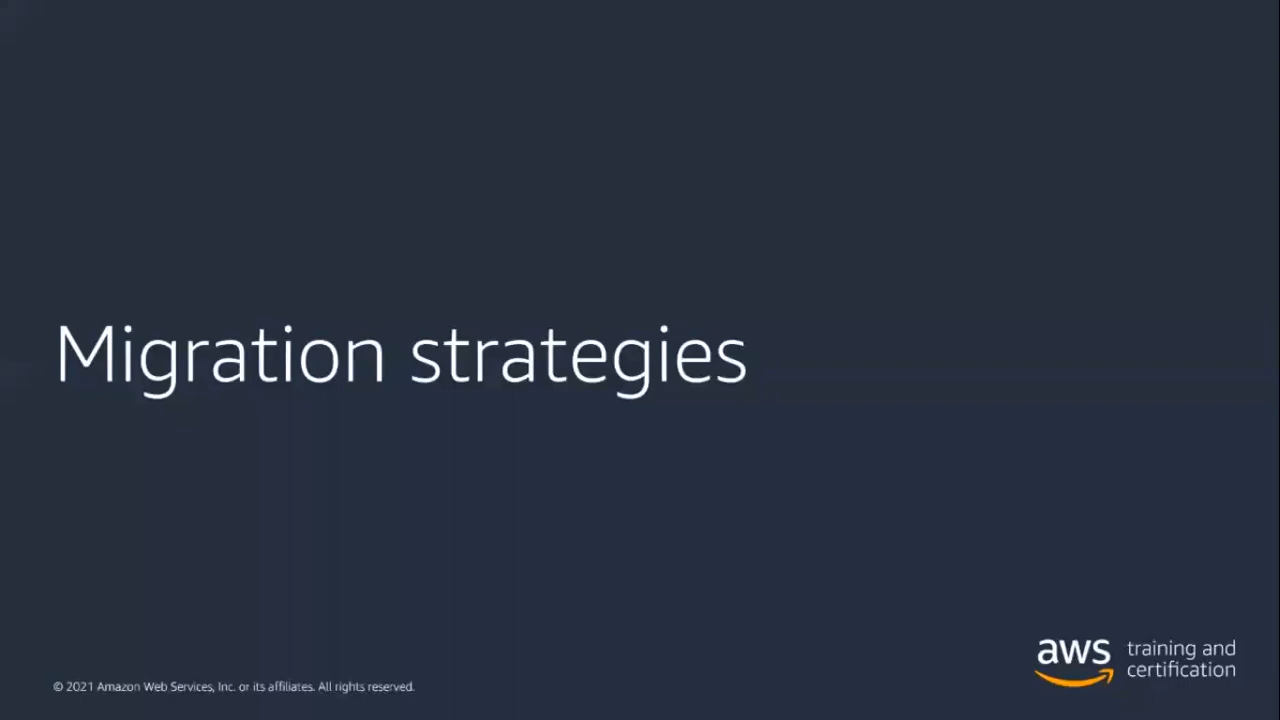 Migration strategies
aws training and
certification
© 2021 Amazon Web Services, Inc. or its affiliates. All rights reserved.